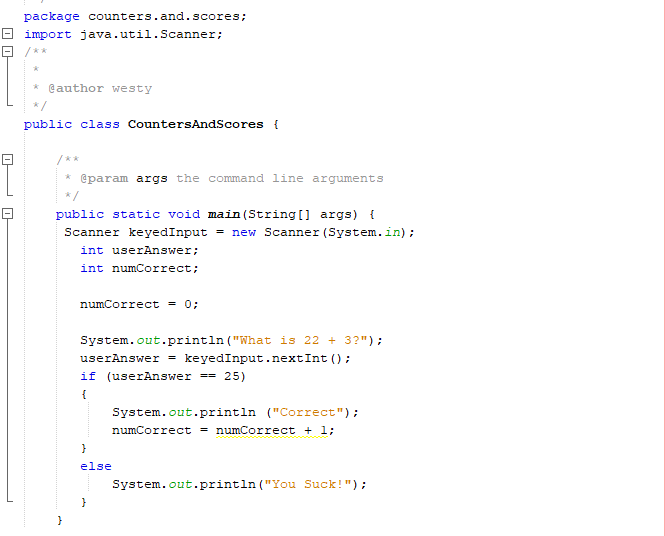 package counters.and.scores;
import java.util.Scanner;
/**
 *
 * @author westy
 */
public class CountersAndScores {

    /**
     * @param args the command line arguments
     */
    public static void main(String[] args) {
     Scanner keyedInput = new Scanner(System.in);
       int userAnswer;
       int numCorrect;

       numCorrect = 0;

       System.out.println("What is 22 + 3?");
       userAnswer = keyedInput.nextInt();
       if (userAnswer == 25)
       {
           System.out.println ("Correct");
           numCorrect = numCorrect + 1;
       }
       else
           System.out.println("You Suck!");
       }
    }